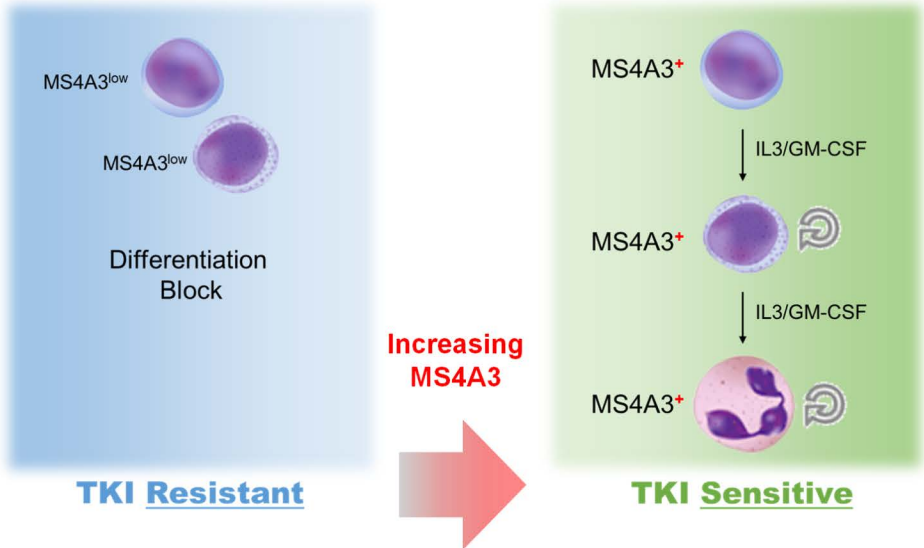 MS4A3low
MS4A3low
Differentiation
Block
TKI Resistant
Increasing
MS4A3
MS4A3+
IL3/GM-CSF
MS4A3+
IL3/GM-CSF
MS4A3+
TKI Sensitive